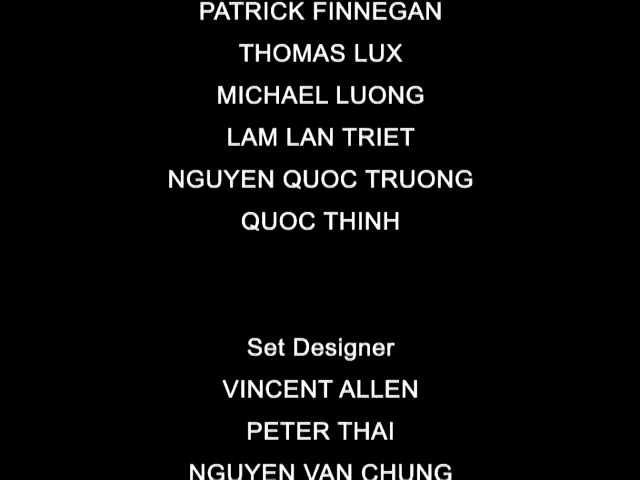 PATRICK FINNEGAN
THOMAS LUX
MICHAEL LUONG
LAM LAN TRIET
NGUYEN QUOC TRUONG
QUOC THINH
Set Designer
VINCENT ALLEN
PETER THAI
NGUYEN VAN CHUNG